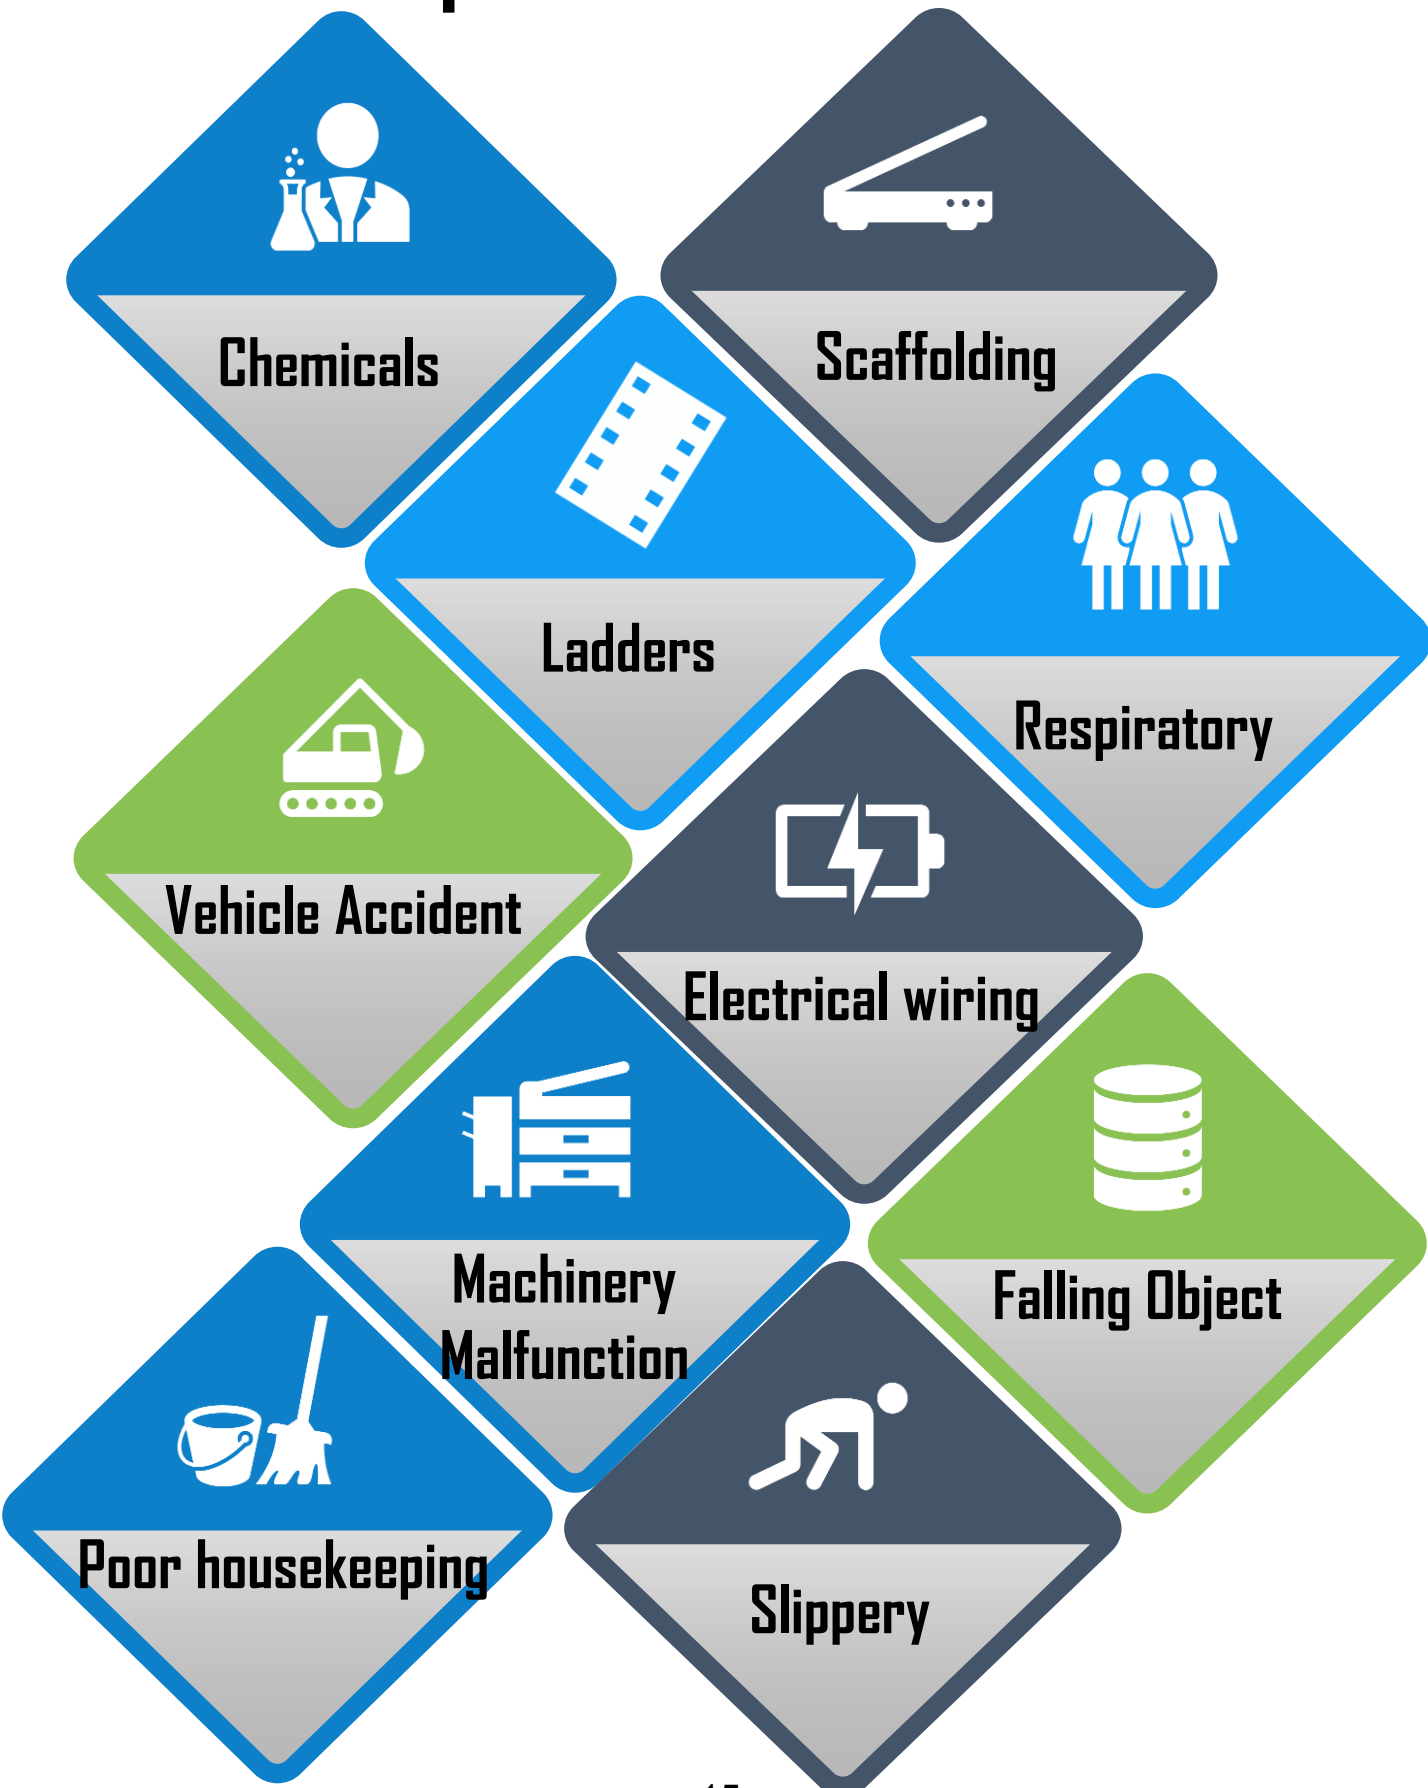 Chemicals
Scaffolding
Ladders
Respiratory
Vehicle Accident
Electrical wiring
Machinery
Malfunction
Falling Object
Poor housekeeping
Slippery